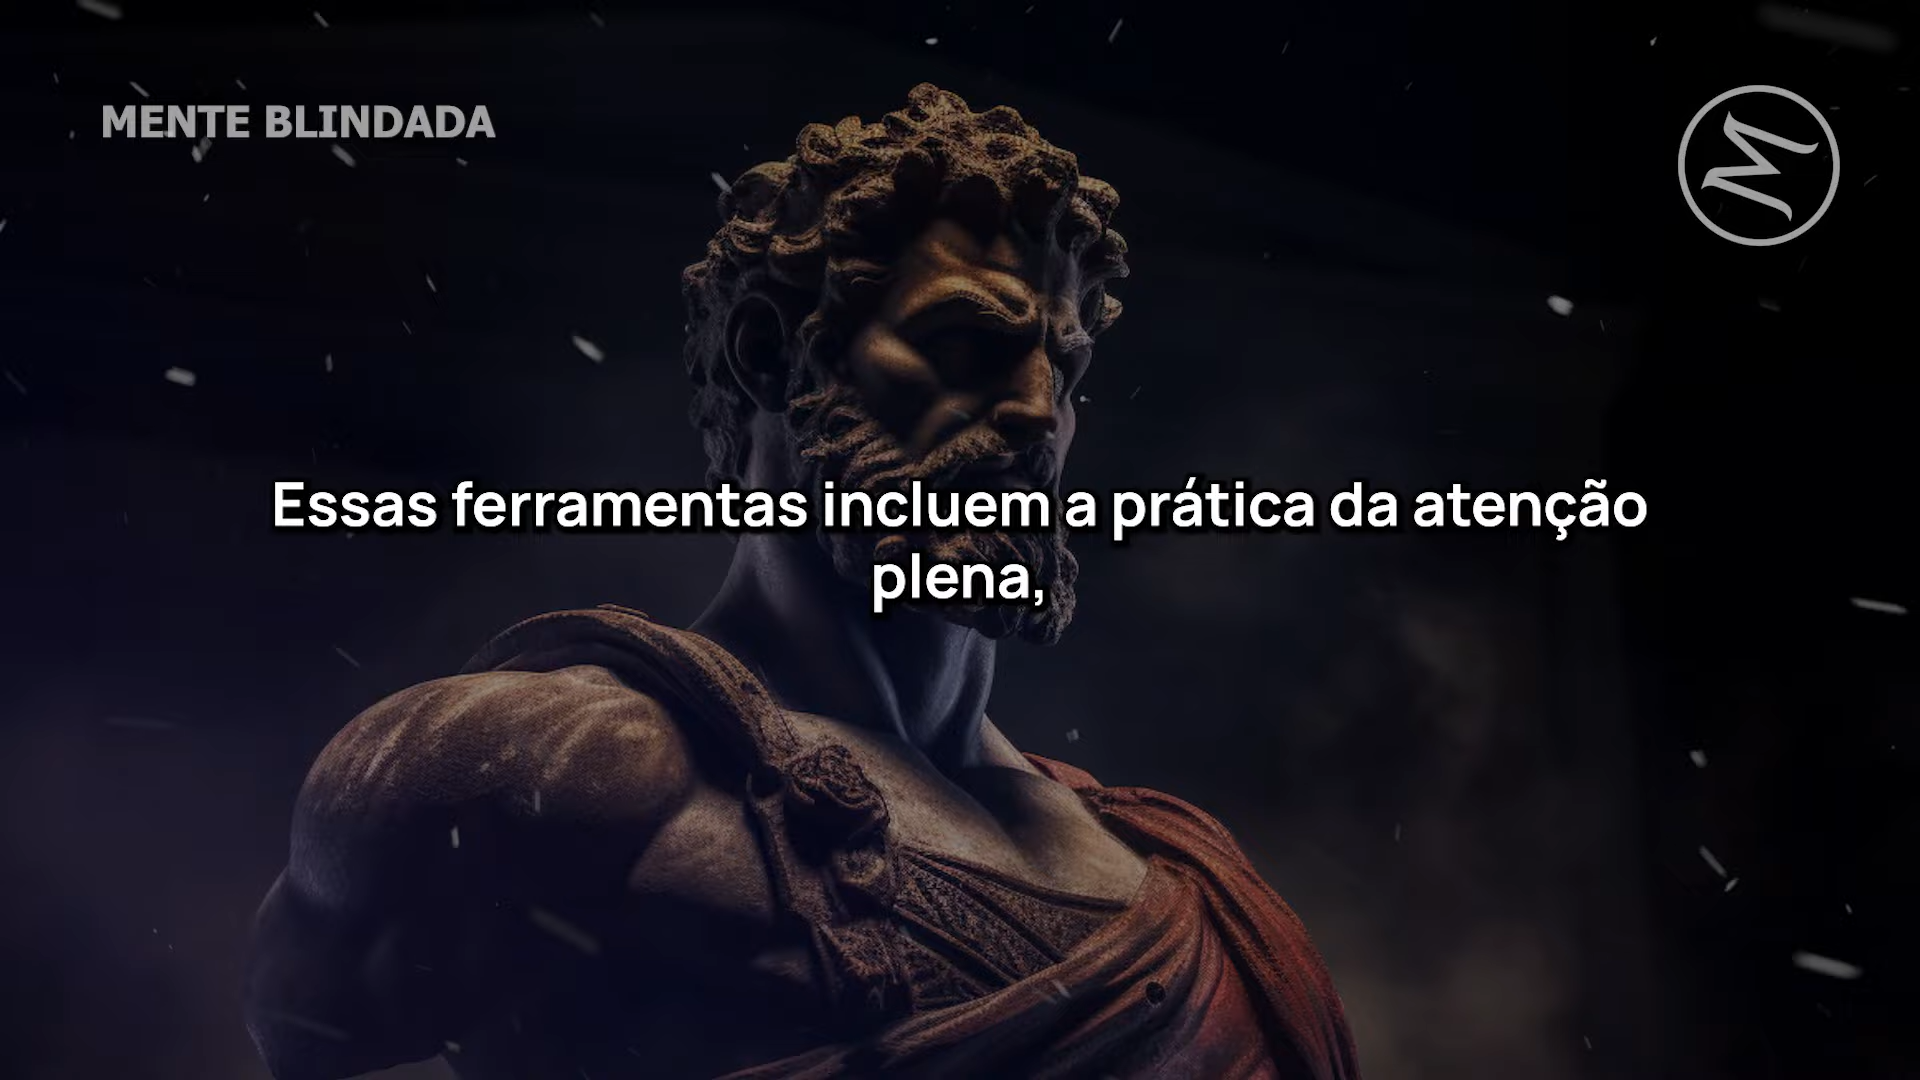 MENTE BLINDADA
M
Essas ferramentas incluem a prática da atenção
plena,